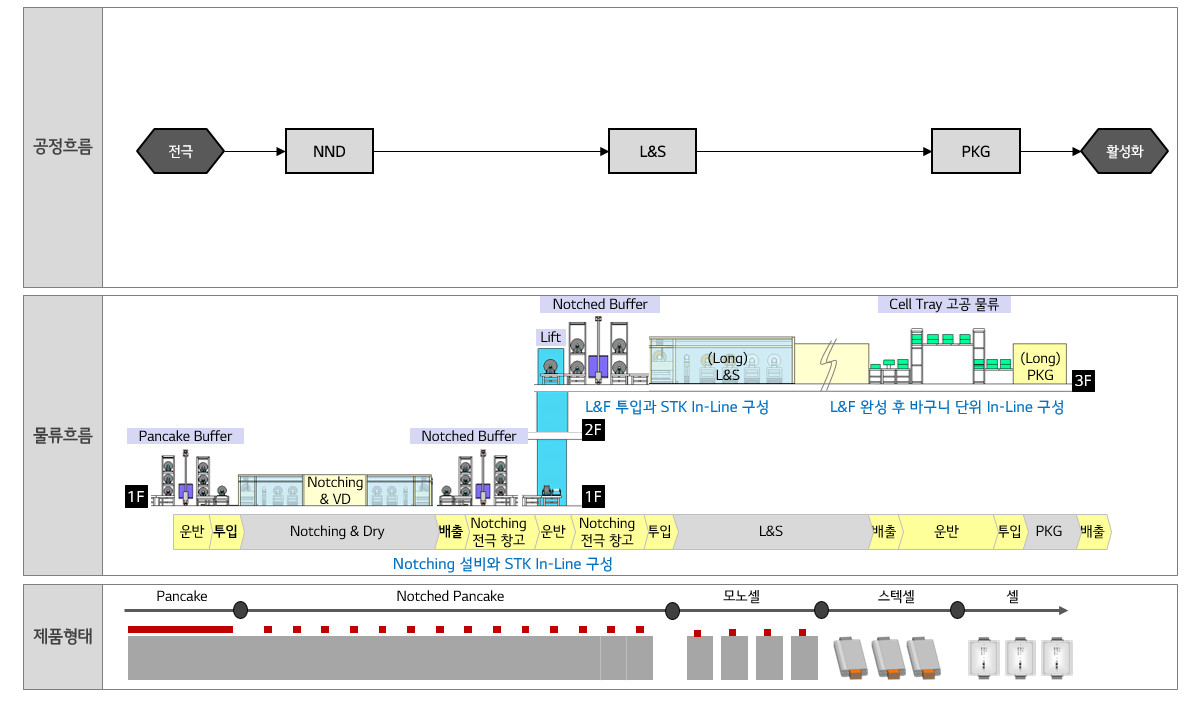 공정흐름
전극
NND
L&S
PKG
활성화
물류흐름
Notched Buffer
Cell Tray 고공 물류
Lift
(Long)
L&S
(Long)
PKG
3F
L&F 투입과 STK In-Line 구성
L&F 완성 후 바구니 단위 In-Line 구성
2F
Pancake Buffer
Notched Buffer
Notching
& VD
1F
1F
운반
투입
Notching & Dry
배출
Notching
전극 창고
운반
Notching
전극 창고
투입
L&S
배출
운반
투입
PKG
배출
Notching 설비와 STK In-Line 구성
제품형태
Pancake
Notched Pancake
모노셀
스텍셀
셀